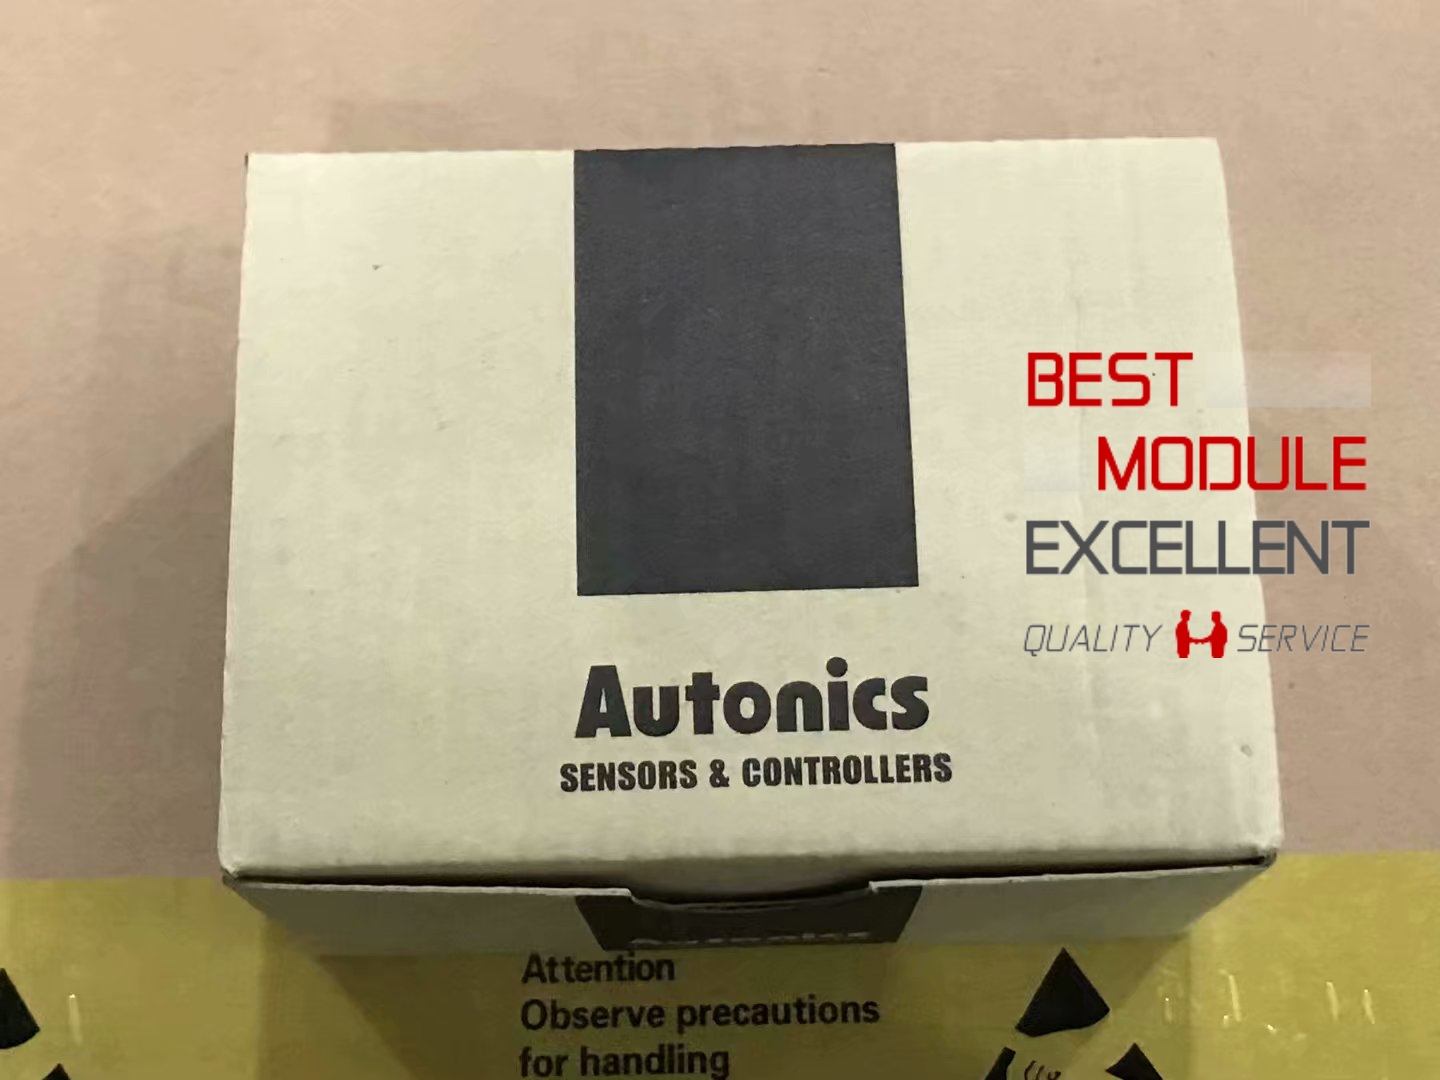 BEST
MODULE
EXCELLENT
QUALITY SERVICE
Autonics
SENSORS & CONTROLLERS
Attention
Observe precautions
for handling